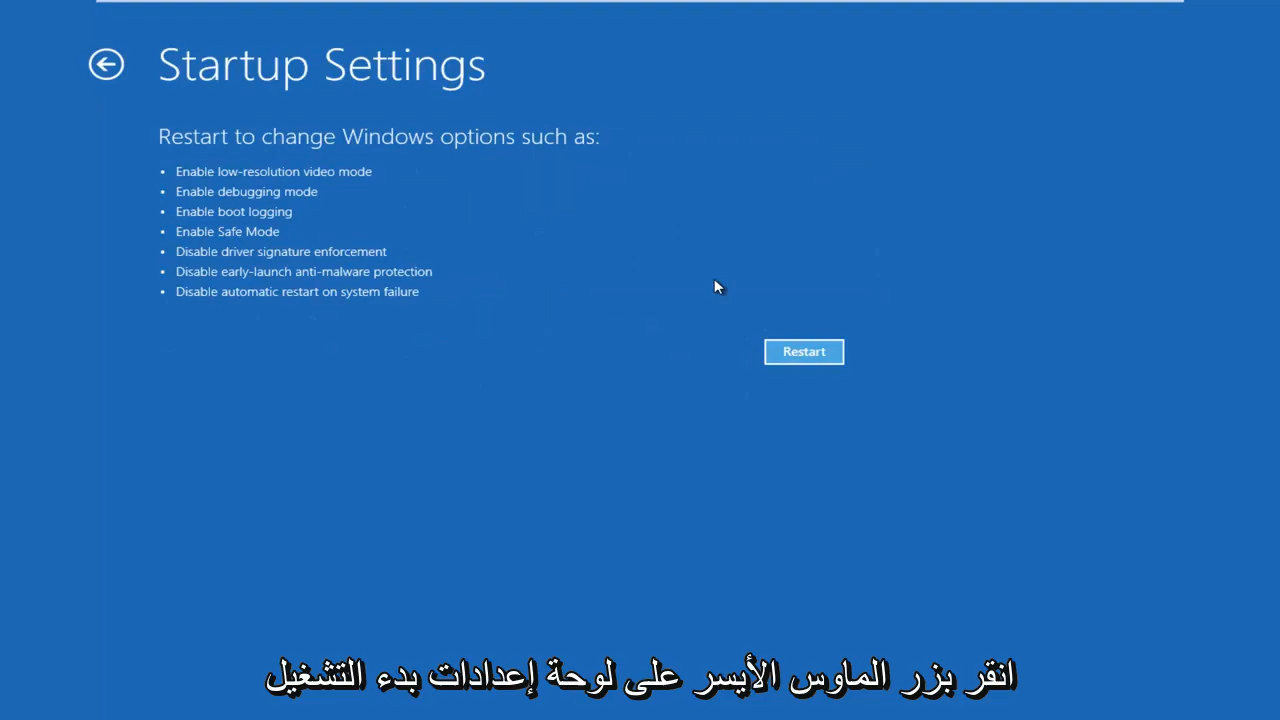 Startup Settings
Restart to change Windows options such as:
• Enable low-resolution video mode
• Enable debugging mode
• Enable boot logging
• Enable Safe Mode
• Disable driver signature enforcement
• Disable early-launch anti-malware protection
• Disable automatic restart on system failure
Restart
انقر بزر الماوس الأيسر على لوحة إعدادات بدء التشغيل